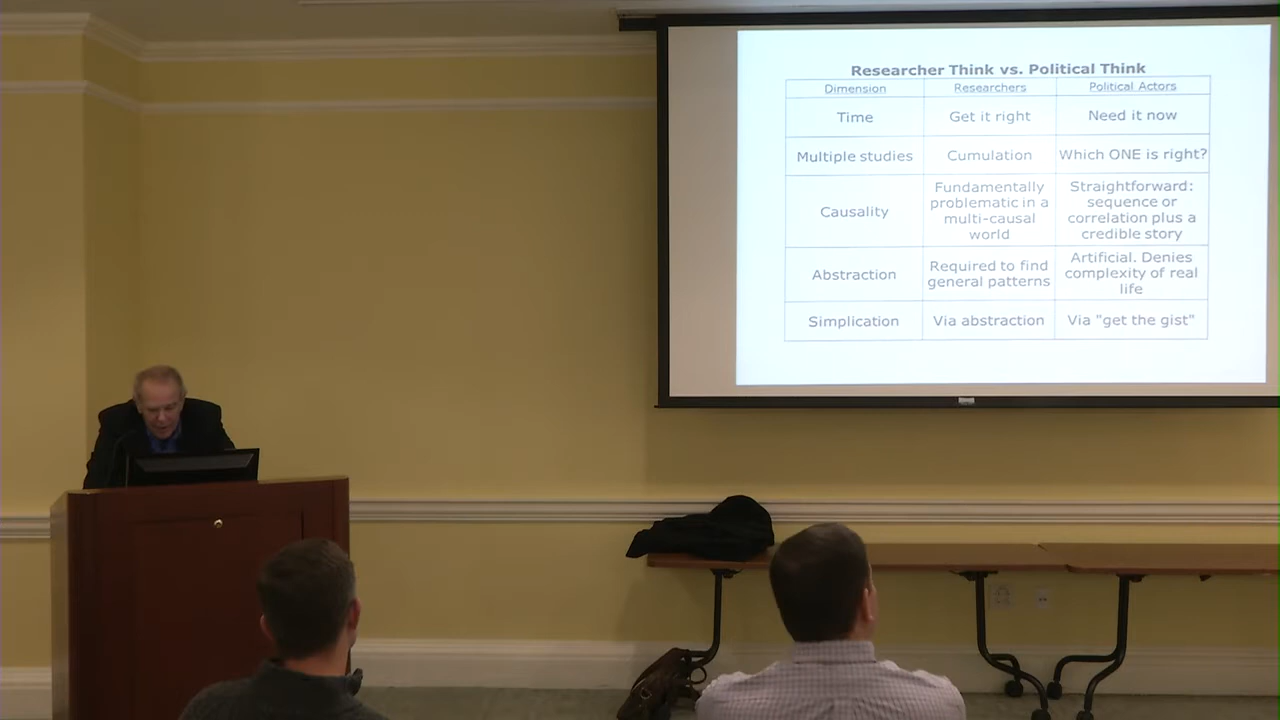 Researcher Think vs. Political Think
Dimension Researchers Political Actors
Time Get it right Need it now
Multiple studies Cumulation Which ONE is right?
Causality
Fundamentally
problematic in a
multi-causal
world
Straightforward:
sequence or
correlation plus a
credible story
Abstraction
Required to find
general patterns
Artificial. Denies
complexity of real
life
Simplication Via abstraction Via "get the gist"